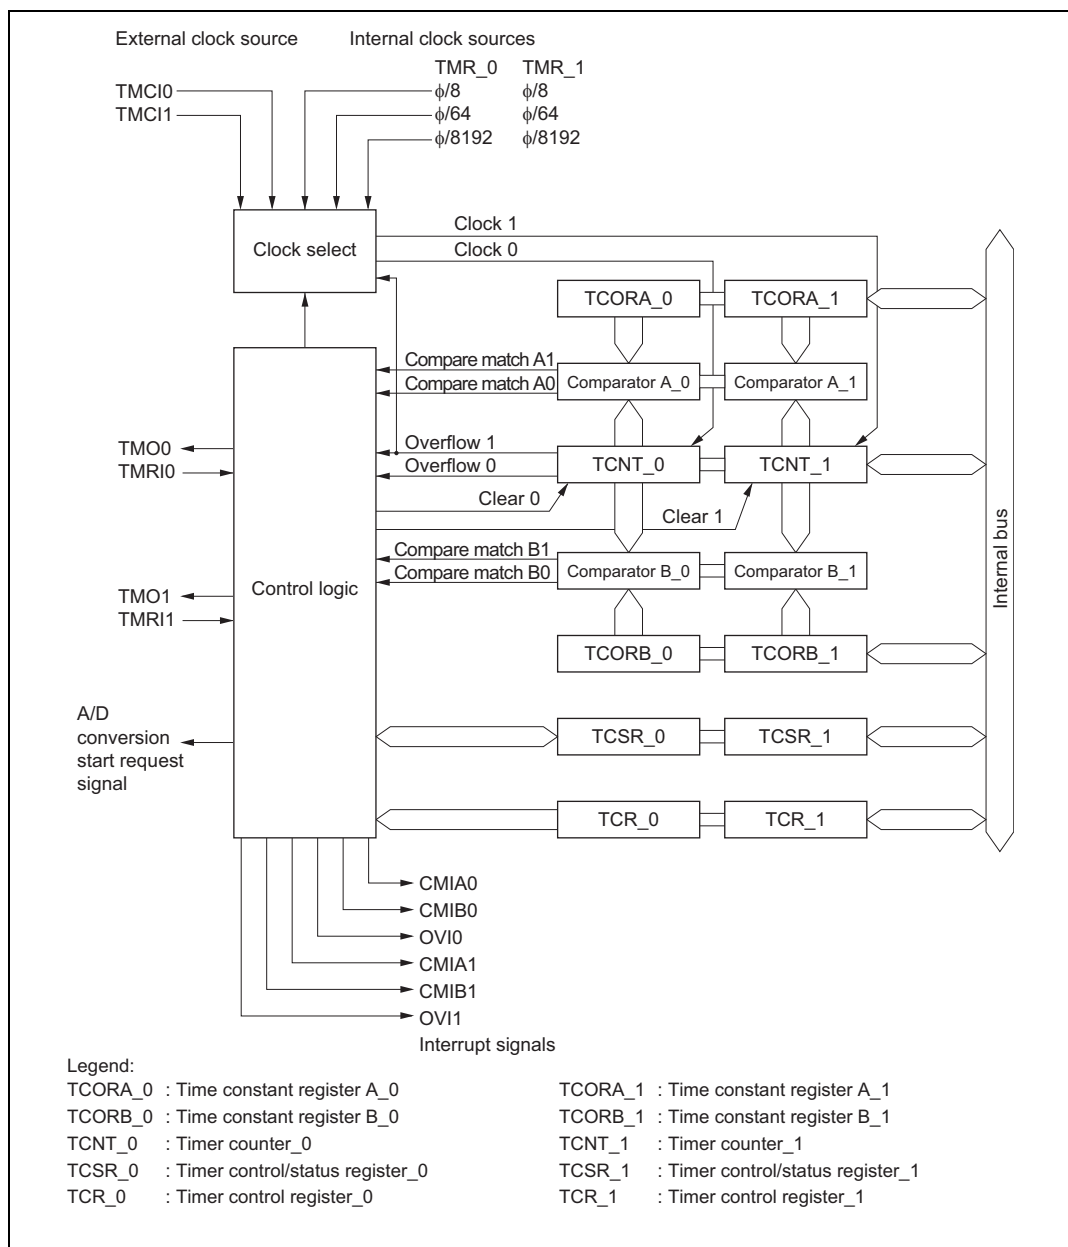 External clock source
Internal clock sources
TMR_0 TMR_1
TMCI0
ϕ/8 ϕ/8
TMCI1
ϕ/64 ϕ/64
ϕ/8192 ϕ/8192
Clock select
Clock 1
Clock 0
TCORA_0
TCORA_1
Compare match A1
Compare match A0
Comparator A_0
Comparator A_1
TMO0
TMRI0
Overflow 1
Overflow 0
TCNT_0
TCNT_1
Clear 0
Clear 1
Internal bus
Compare match B1
Compare match B0
Comparator B_0
Comparator B_1
Control logic
TMO1
TMRI1
TCORB_0
TCORB_1
A/D
conversion
start request
signal
TCSR_0
TCSR_1
TCR_0
TCR_1
CMIA0
CMIB0
OVI0
CMIA1
CMIB1
OVI1
Interrupt signals
Legend:
TCORA_0 : Time constant register A_0
TCORA_1 : Time constant register A_1
TCORB_0 : Time constant register B_0
TCORB_1 : Time constant register B_1
TCNT_0 : Timer counter_0
TCNT_1 : Timer counter_1
TCSR_0 : Timer control/status register_0
TCSR_1 : Timer control/status register_1
TCR_0 : Timer control register_0
TCR_1 : Timer control register_1